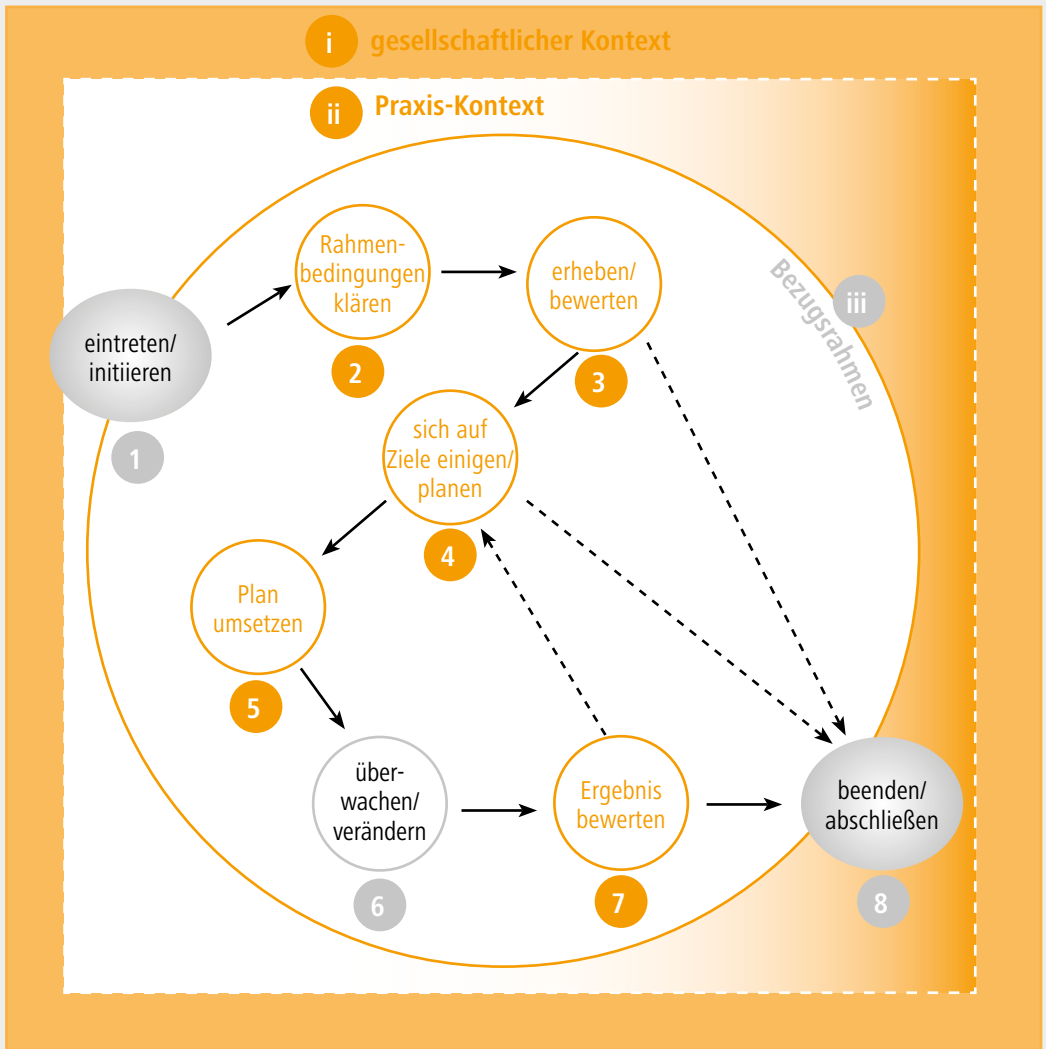 i gesellschaftlicher Kontext
ii Praxis-Kontext
eintreten/
initiieren
1
Rahmen-
bedingungen
klären
2
erheben/
bewerten
3
Bezugsrahmen
iii
sich auf
Ziele einigen/
planen
4
Plan
umsetzen
5
über-
wachen/
verändern
6
Ergebnis
bewerten
7
beenden/
abschließen
8